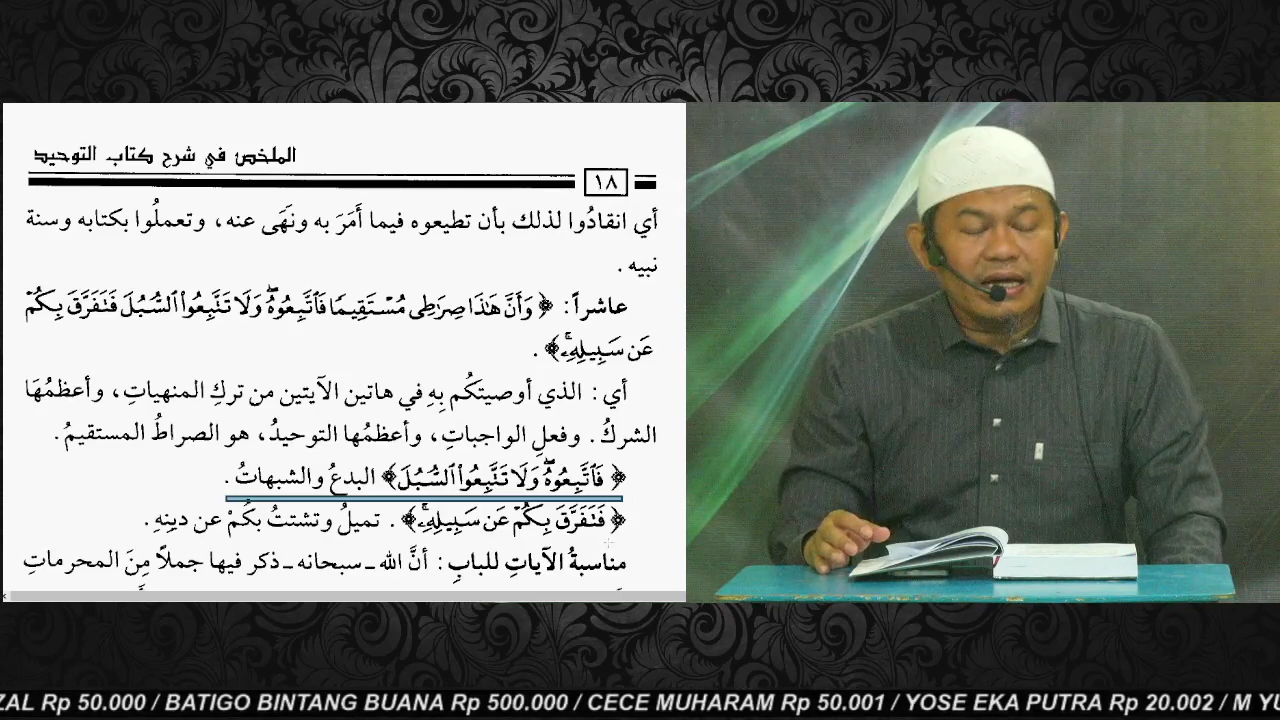 الملخص في شرح كتاب التوحيد
١٨
أي انقادُوا لذلك بأن تطيعوه فيما أَمَرَ به ونهَى عنه، وتعملُوا بكتابه وسنة
نبيه .
عاشراً: ﴿ وَأَنَّ هَٰذَا صِرَٰطِى مُسْتَقِيمًا فَٱتَّبِعُوهُۖ وَلَا تَتَّبِعُوا۟ ٱلسُّبُلَ فَتَفَرَّقَ بِكُمْ
عَن سَبِيلِهِۦۚ ﴾ .
أي : الذي أوصيتَكُم بِهِ في هاتين الآيتين من تركِ المنهياتِ، وأعظمُهَا
الشركُ. وفعلِ الواجباتِ، وأعظمُها التوحيدُ، هو الصراطُ المستقيمُ.
﴿ فَٱتَّبِعُوهُۖ وَلَا تَتَّبِعُوا۟ ٱلسُّبُلَ ﴾ البدعُ والشبهاتُ .
﴿ فَتَفَرَّقَ بِكُمْ عَن سَبِيلِهِۦۚ ﴾ . تميلُ وتشتتُ بكُمْ عن دينِهِ.
مناسبةُ الآياتِ للبابِ : أنَّ الله ـ سبحانه ـ ذكر فيها جملاً مِنَ المحرماتِ
ZAL Rp 50.000 / BATIGO BINTANG BUANA Rp 500.000 / CECE MUHARAM Rp 50.001 / YOSE EKA PUTRA Rp 20.002 / M YU